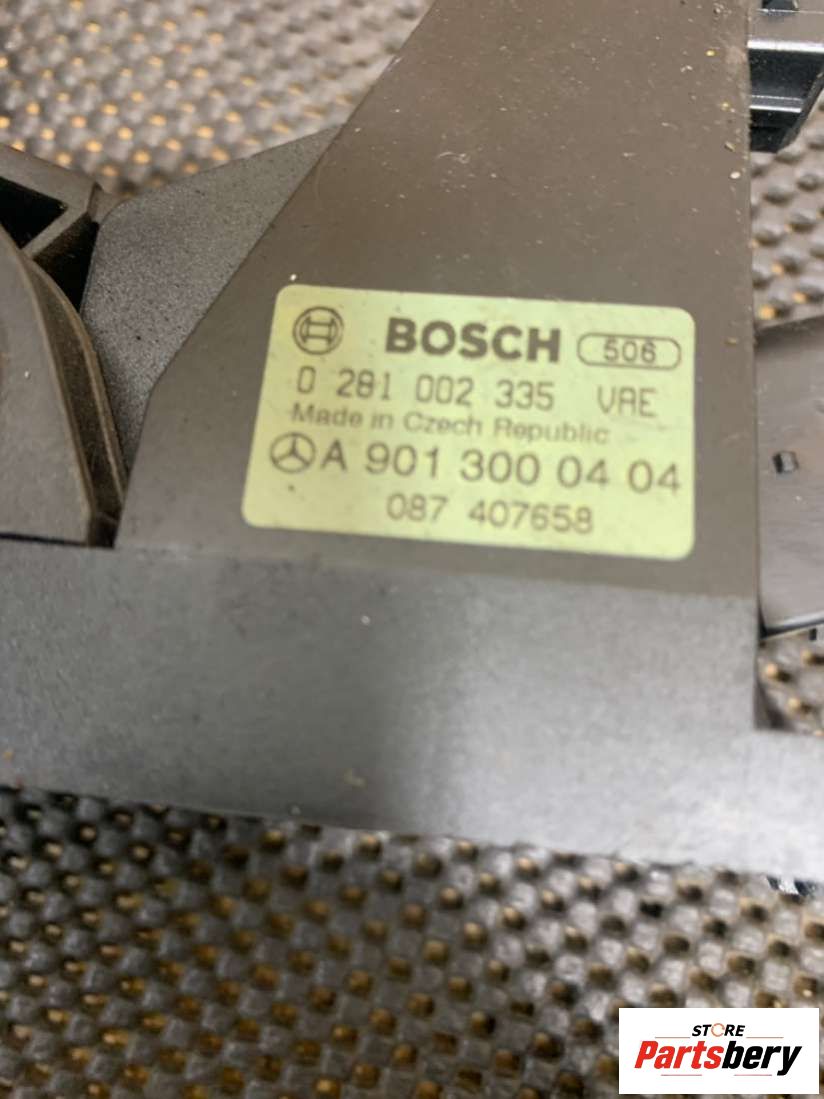 BOSCH 506
0 281 002 335 VAE
Made in Czech Republic
A 901 300 04 04
087 407658
STORE
Partsbery